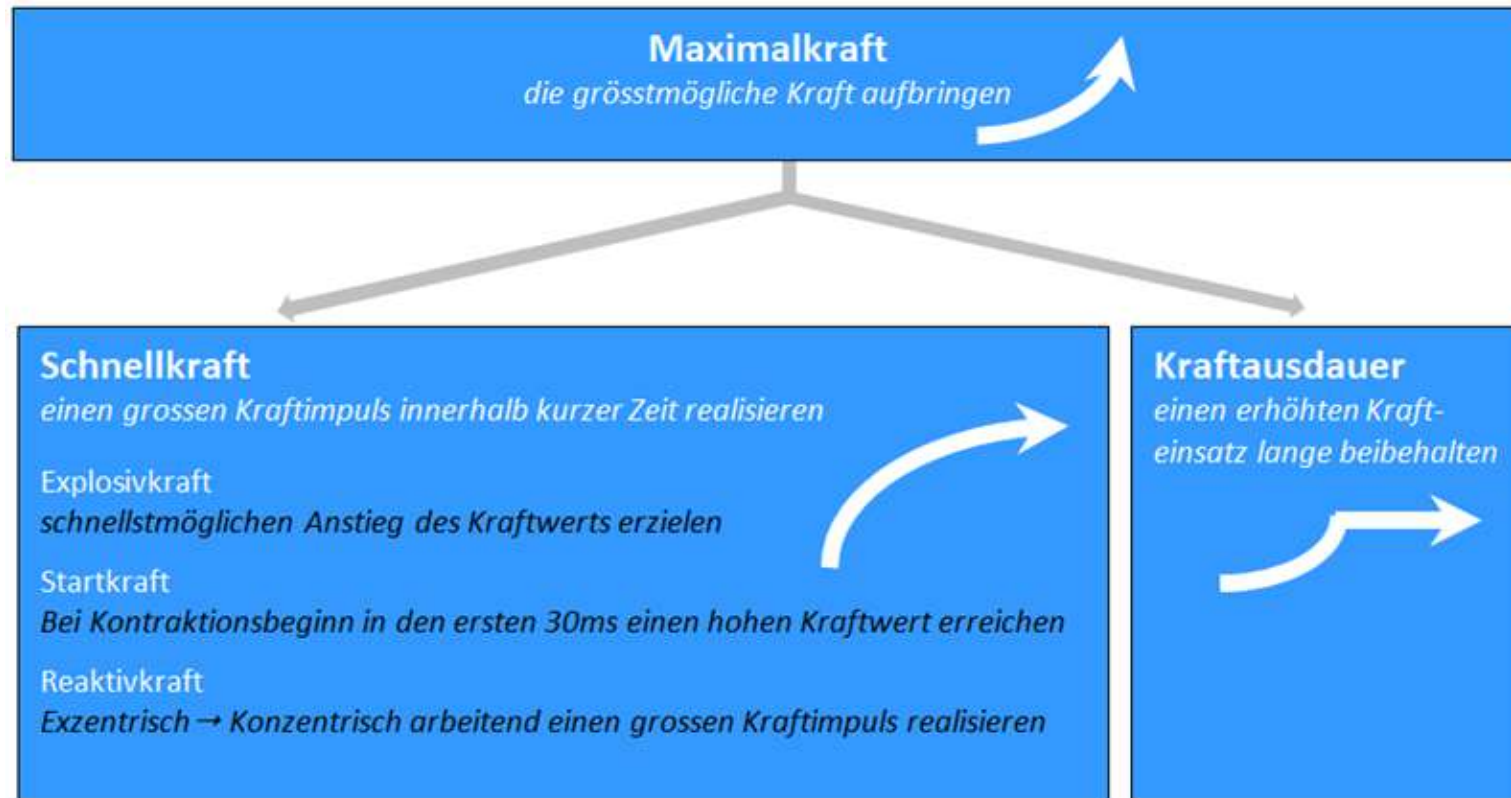 Maximalkraft
die grösstmögliche Kraft aufbringen
Schnellkraft
einen grossen Kraftimpuls innerhalb kurzer Zeit realisieren
Explosivkraft
schnellstmöglichen Anstieg des Kraftwerts erzielen
Startkraft
Bei Kontraktionsbeginn in den ersten 30ms einen hohen Kraftwert erreichen
Reaktivkraft
Exzentrisch → Konzentrisch arbeitend einen grossen Kraftimpuls realisieren
Kraftausdauer
einen erhöhten Kraft-
einsatz lange beibehalten